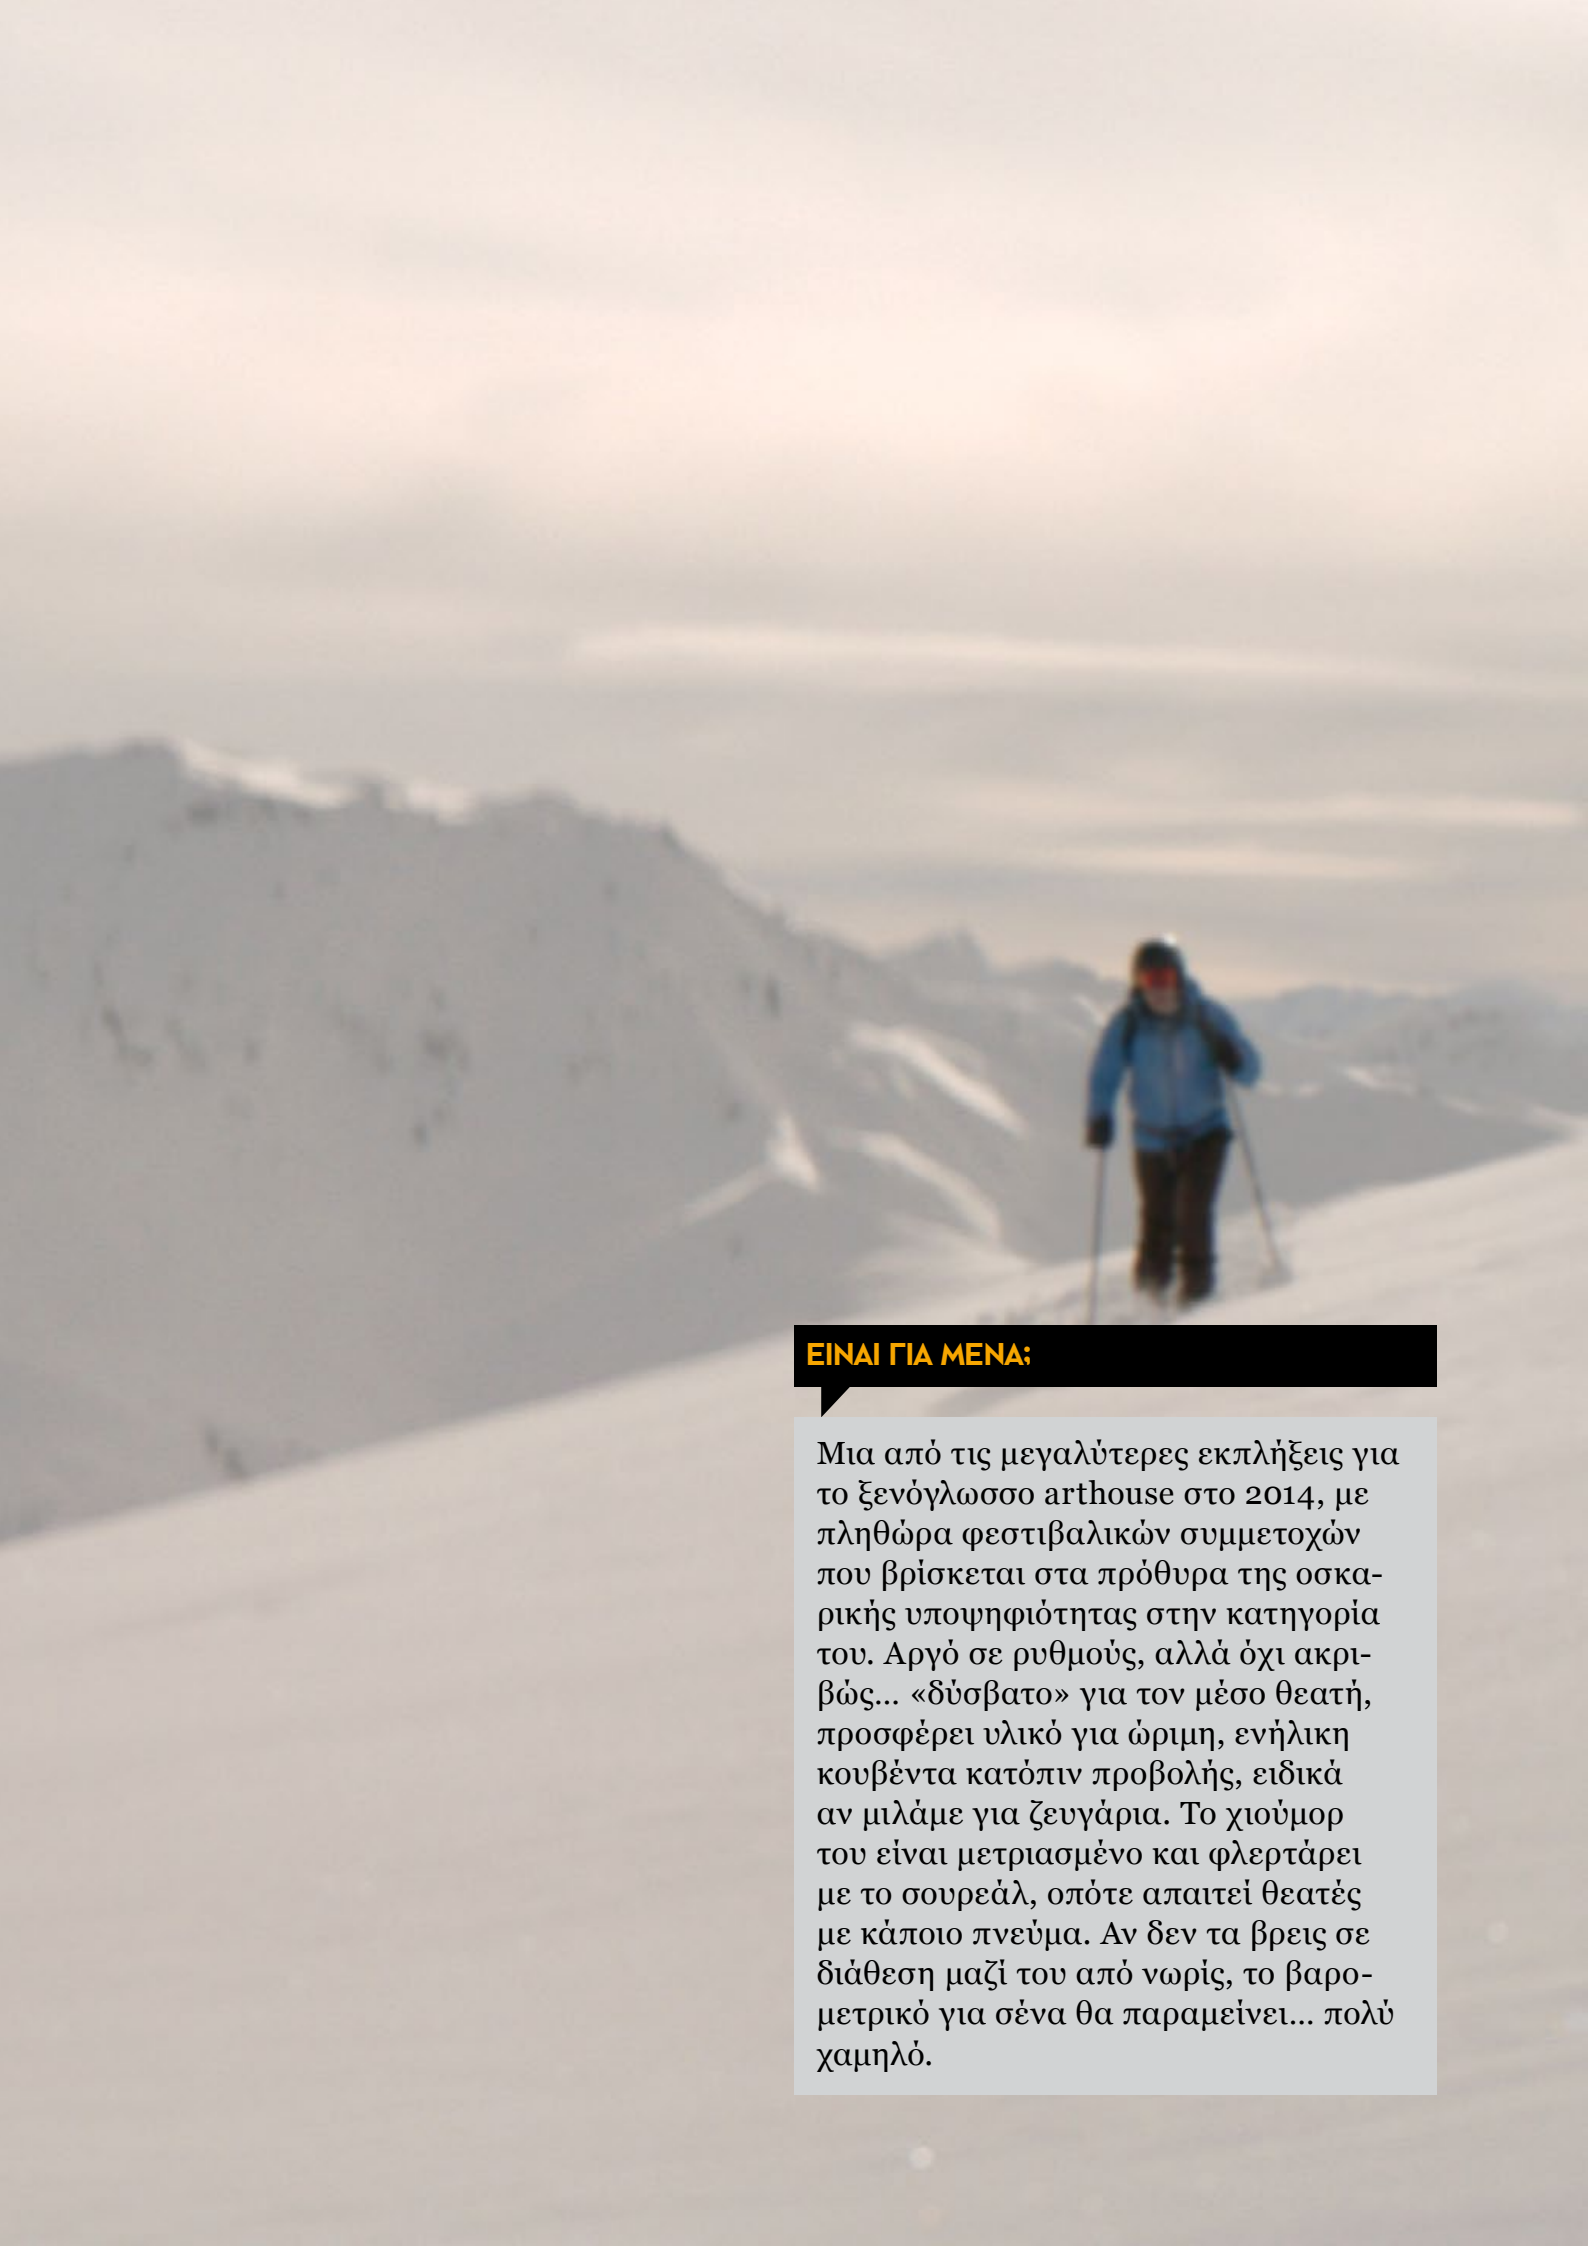 ΕΙΝΑΙ ΓΙΑ ΜΕΝΑ;
Μια από τις μεγαλύτερες εκπλήξεις για
το ξενόγλωσσο arthouse στο 2014, με
πληθώρα φεστιβαλικών συμμετοχών
που βρίσκεται στα πρόθυρα της οσκα-
ρικής υποψηφιότητας στην κατηγορία
του. Αργό σε ρυθμούς, αλλά όχι ακρι-
βώς... «δύσβατο» για τον μέσο θεατή,
προσφέρει υλικό για ώριμη, ενήλικη
κουβέντα κατόπιν προβολής, ειδικά
αν μιλάμε για ζευγάρια. Το χιούμορ
του είναι μετριασμένο και φλερτάρει
με το σουρεάλ, οπότε απαιτεί θεατές
με κάποιο πνεύμα. Αν δεν τα βρεις σε
διάθεση μαζί του από νωρίς, το βαρο-
μετρικό για σένα θα παραμείνει... πολύ
χαμηλό.